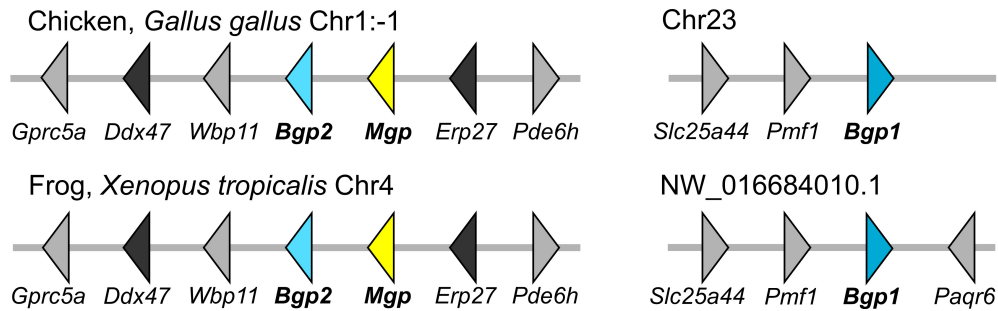 Chicken, Gallus gallus Chr1:-1
Chr23
Gprc5a Ddx47 Wbp11 Bgp2 Mgp Erp27 Pde6h
Slc25a44 Pmf1 Bgp1
Frog, Xenopus tropicalis Chr4
NW_016684010.1
Gprc5a Ddx47 Wbp11 Bgp2 Mgp Erp27 Pde6h
Slc25a44 Pmf1 Bgp1 Paqr6